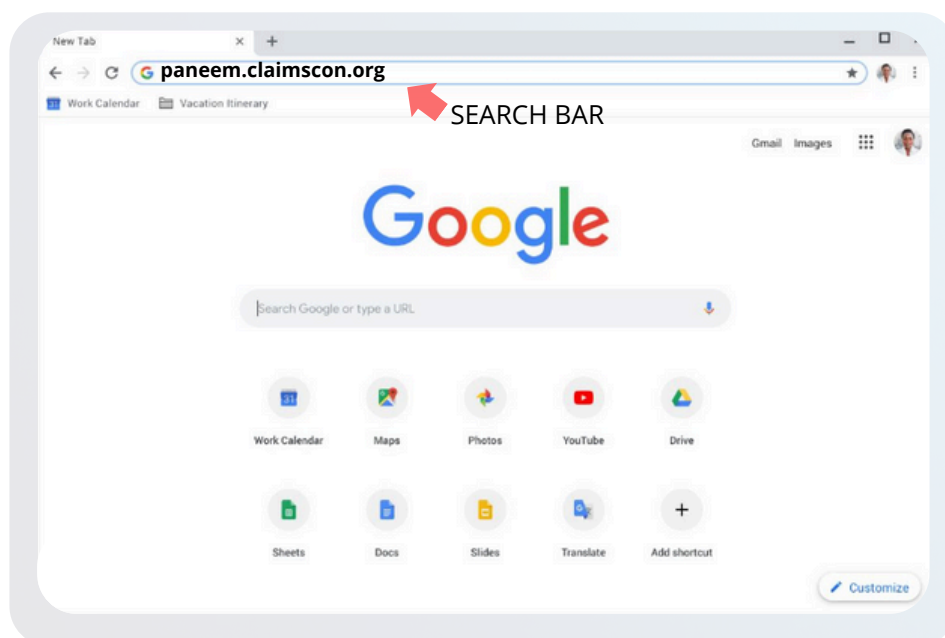 New Tab
paneem.claimscon.org
Work Calendar Vacation Itinerary
SEARCH BAR
Gmail Images
Google
Search Google or type a URL
31
Work Calendar Maps Photos YouTube Drive
Sheets Docs Slides Translate Add shortcut
Customize